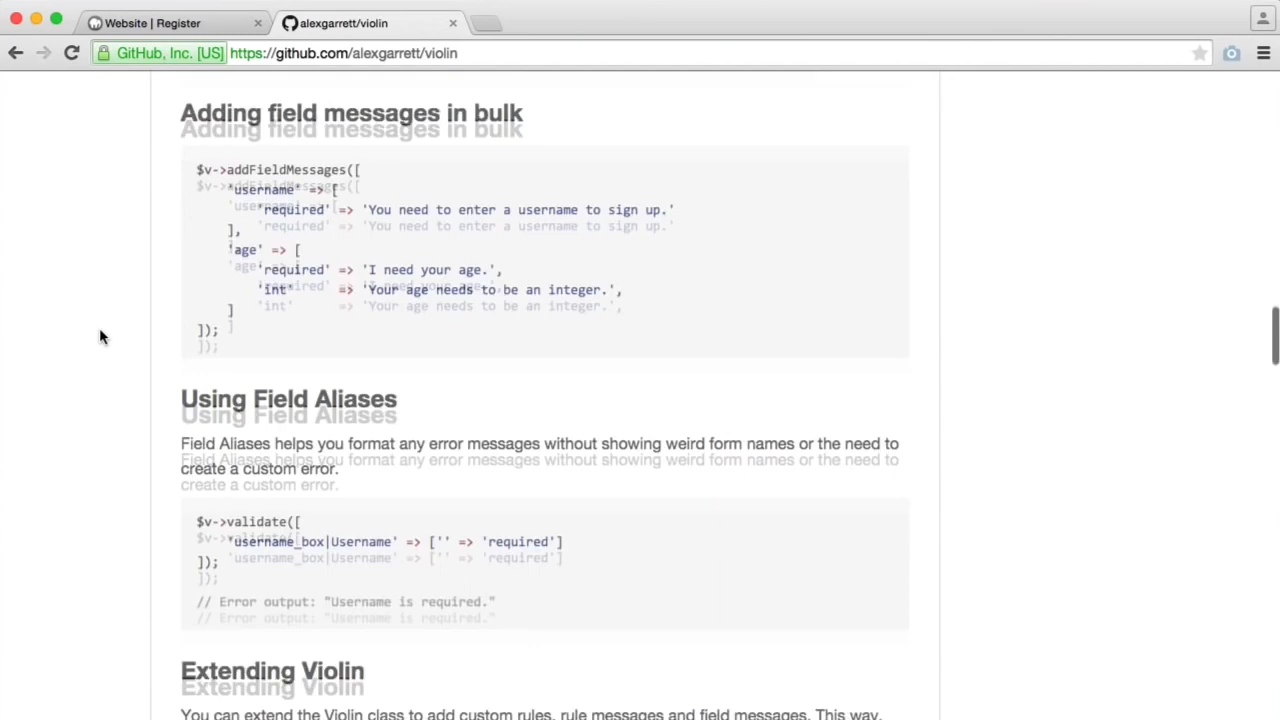 Website | Register
alexgarrett/violin
GitHub, Inc. [US] https://github.com/alexgarrett/violin
Adding field messages in bulk
$v->addFieldMessages([
'username' => [
'required' => 'You need to enter a username to sign up.'
],
'age' => [
'required' => 'I need your age.',
'int' => 'Your age needs to be an integer.',
]
]);
Using Field Aliases
Field Aliases helps you format any error messages without showing weird form names or the need to
create a custom error.
$v->validate([
'username_box|Username' => ['' => 'required']
]);
// Error output: "Username is required."
Extending Violin
You can extend the Violin class to add custom rules, rule messages and field messages. This way,